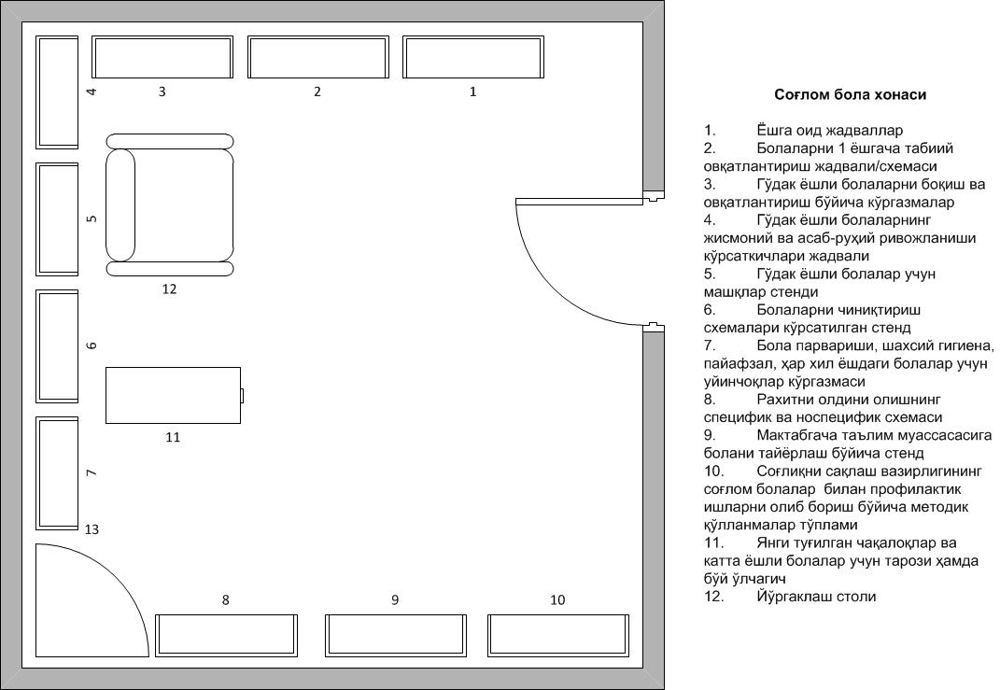 4
3
2
1
5
12
6
11
7
13
8
9
10
Соғлом бола хонаси
1. Ёшга оид жадваллар
2. Болаларни 1 ёшгача табиий
овқатлантириш жадвали/схемаси
3. Гўдак ёшли болаларни боқиш ва
овқатлантириш бўйича кўргазмалар
4. Гўдак ёшли болаларнинг
жисмоний ва асаб-руҳий ривожланиши
кўрсаткичлари жадвали
5. Гўдак ёшли болалар учун
машқлар стенди
6. Болаларни чиниқтириш
схемалари кўрсатилган стенд
7. Бола парвариши, шахсий гигиена,
пайафзал, ҳар хил ёшдаги болалар учун
уйинчоқлар кўргазмаси
8. Рахитни олдини олишнинг
специфик ва носпецифик схемаси
9. Мактабгача таълим муассасасига
болани тайёрлаш бўйича стенд
10. Соғлиқни сақлаш вазирлигининг
соғлом болалар билан профилактик
ишларни олиб бориш бўйича методик
қўлланмалар тўплами
11. Янги туғилган чақалоқлар ва
катта ёшли болалар учун тарози ҳамда
бўй ўлчагич
12. Йўргаклаш столи